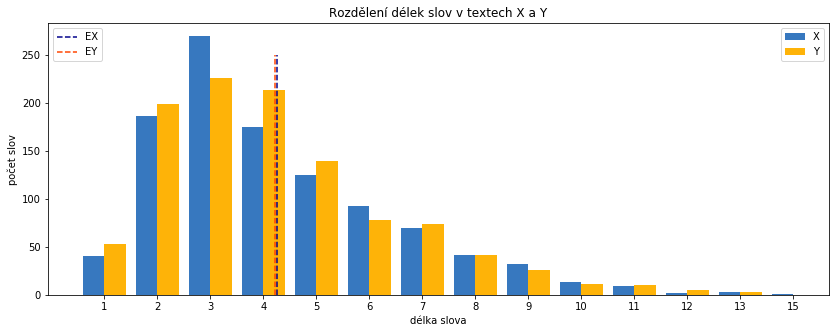 Rozdělení délek slov v textech X a Y
EX
EY
X
Y
počet slov
250
200
150
100
50
0
1 2 3 4 5 6 7 8 9 10 11 12 13 15
délka slova